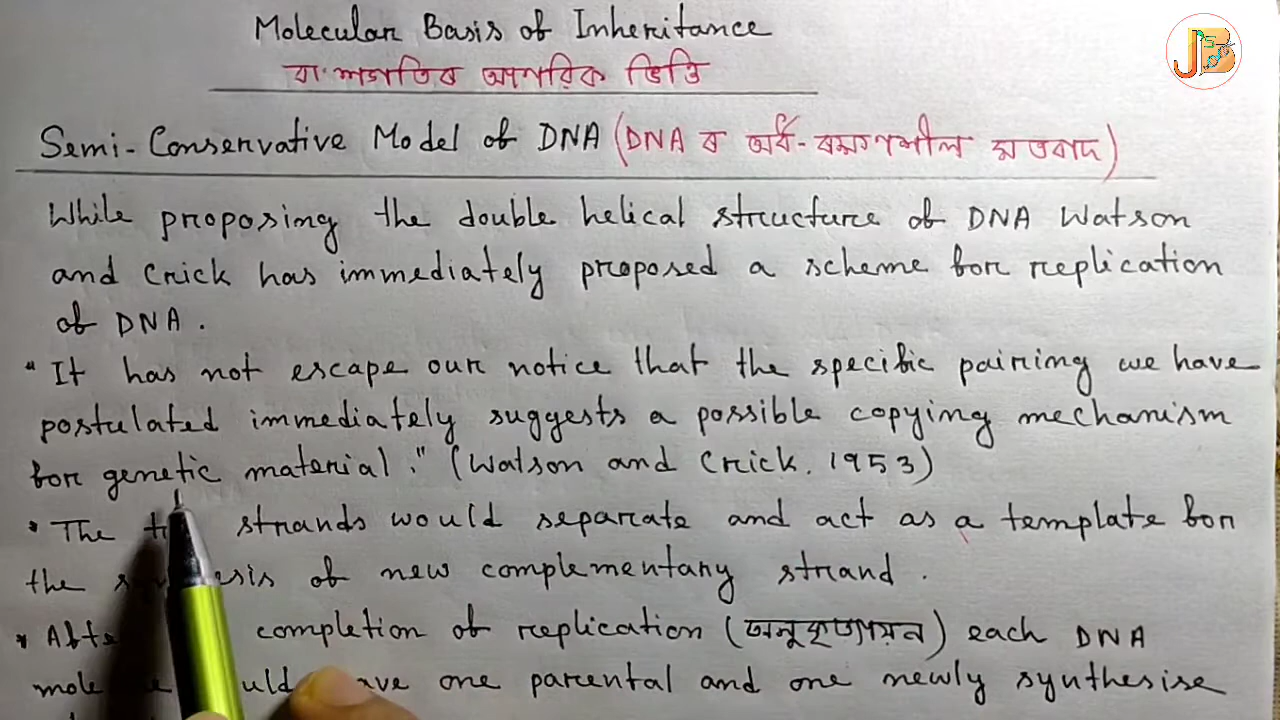 Molecular Basis of Inheritance
বংশগতিৰ আণৱিক ভিত্তি
Semi-Conservative Model of DNA (DNA ৰ অৰ্ধ-ৰক্ষণশীল মতবাদ)
While proposing the double helical structure of DNA Watson
and Crick has immediately proposed a scheme for replication
of DNA.
"It has not escape our notice that the specific pairing we have
postulated immediately suggests a possible copying mechanism
for genetic material." (Watson and Crick. 1953)
• The strands would separate and act as a template for
the of new complementary strand.
• completion of replication () each DNA
one parental and one newly synthesise
JB